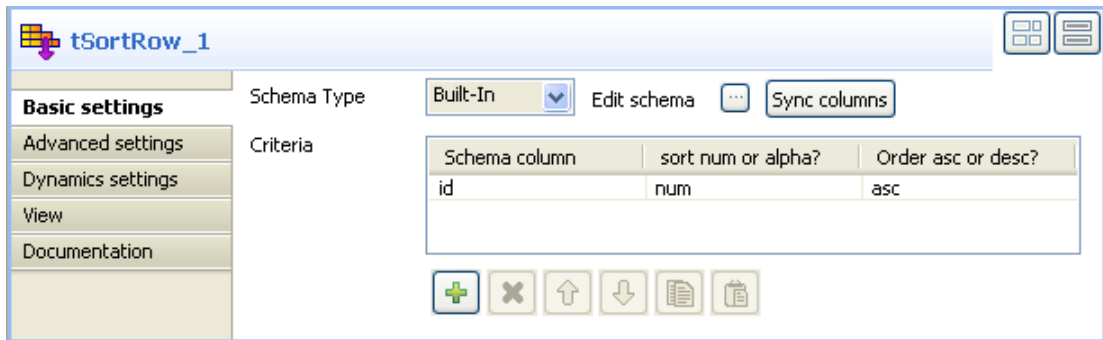 tSortRow_1
Basic settings
Advanced settings
Dynamics settings
View
Documentation
Schema Type Built-In Edit schema ... Sync columns
Criteria
Schema column sort num or alpha? Order asc or desc?
id num asc